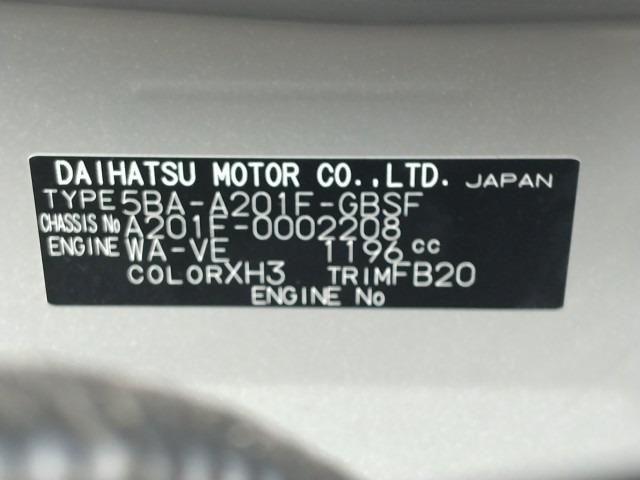 DAIHATSU MOTOR CO.,LTD. JAPAN
TYPE 5BA-A201F-GBSF
CHASSIS No A201F-0002208
ENGINE WA-VE 1196 cc
COLOR XH3 TRIM FB20
ENGINE No